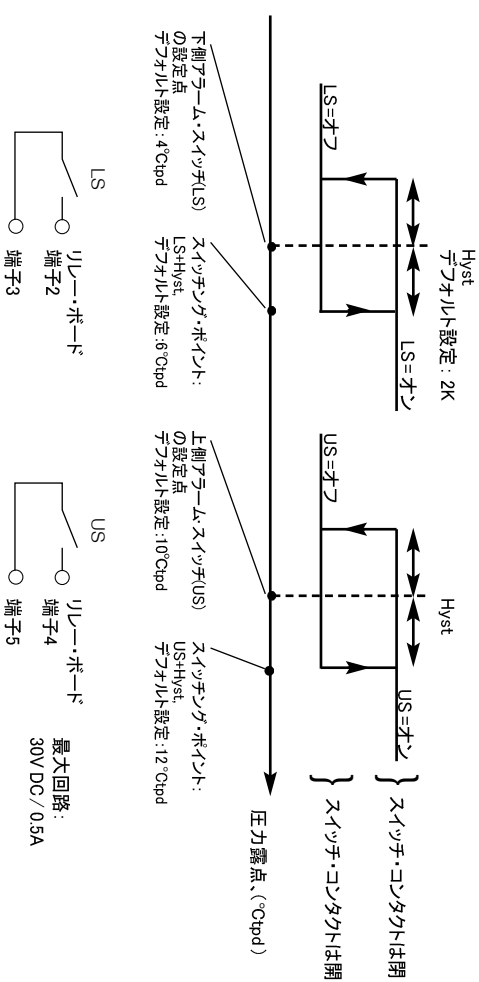 Hyst
デフォルト設定: 2K
Hyst
LS=オフ
LS=オン
US=オフ
US=オン
スイッチ・コンタクトは閉
スイッチ・コンタクトは開
圧力露点、(°Ctpd)
下側アラーム・スイッチ(LS)
の設定点
デフォルト設定: 4°Ctpd
スイッチング・ポイント:
LS+Hyst,
デフォルト設定:6°Ctpd
上側アラーム・スイッチ(US)
の設定点
デフォルト設定:10°Ctpd
スイッチング・ポイント:
US+Hyst,
デフォルト設定:12°Ctpd
LS
リレー・ボード
端子2
端子3
US
リレー・ボード
端子4
端子5
最大回路:
30V DC / 0.5A